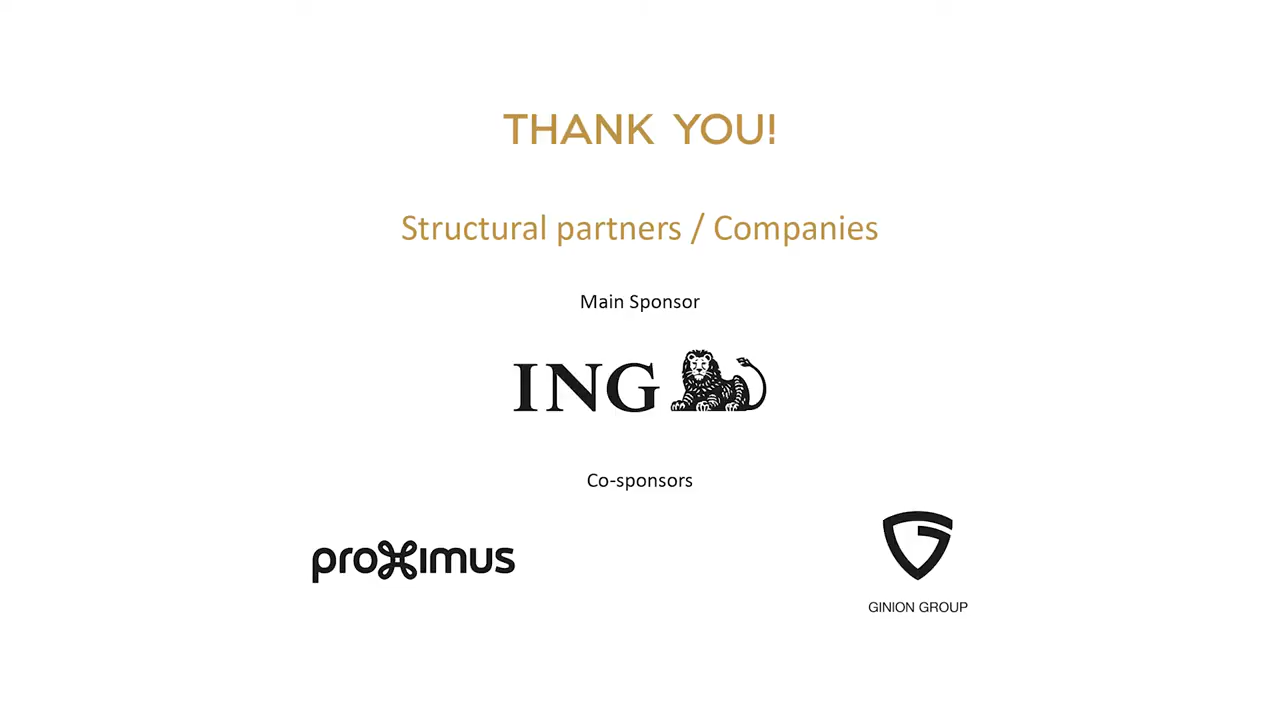 THANK YOU!
Structural partners / Companies
Main Sponsor
ING
Co-sponsors
proximus
GINION GROUP